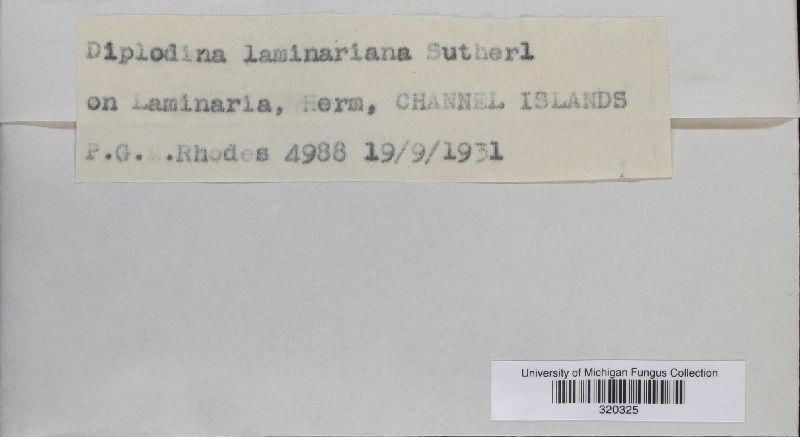 Diplodina laminariana Sutherl
on Laminaria, Herm, CHANNEL ISLANDS
P.G.M.Rhodes 4988 19/9/1931
University of Michigan Fungus Collection
320325